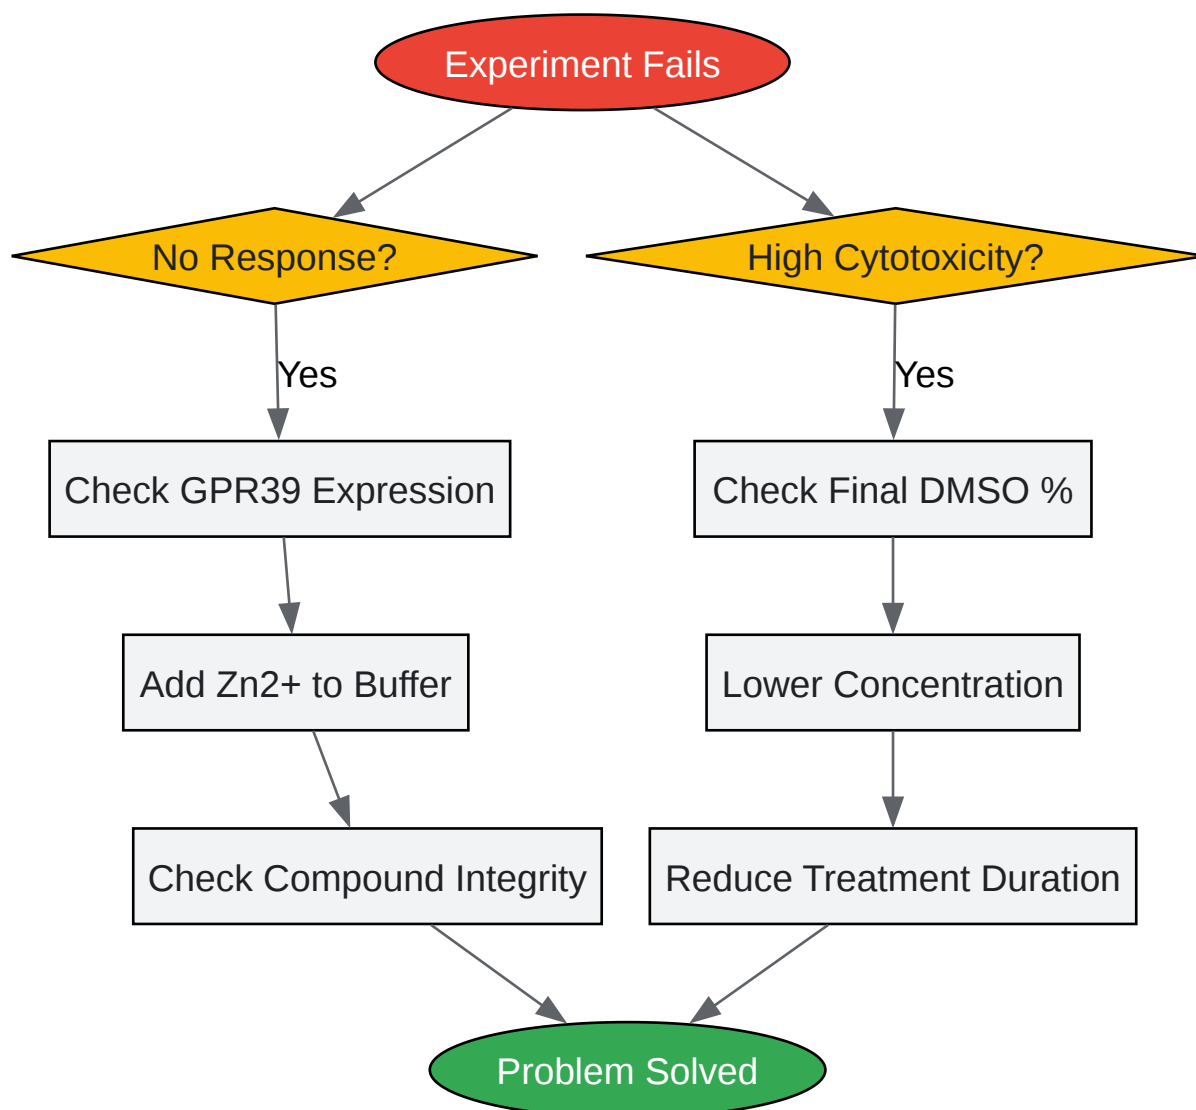 Experiment Fails
No Response?
High Cytotoxicity?
Yes
Yes
Check GPR39 Expression
Check Final DMSO %
Add Zn2+ to Buffer
Lower Concentration
Check Compound Integrity
Reduce Treatment Duration
Problem Solved